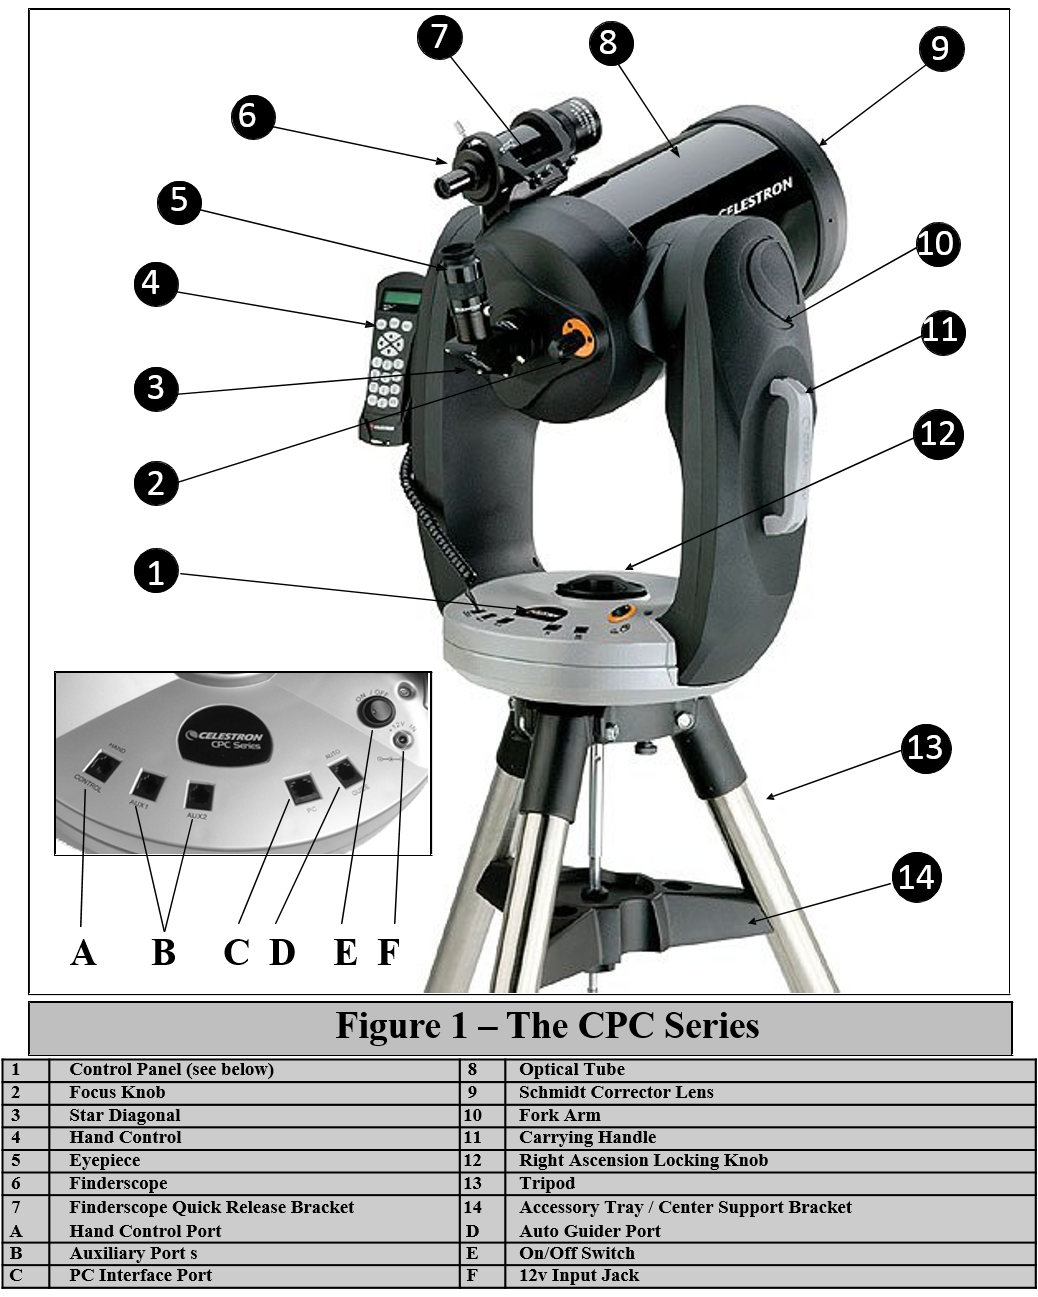 7
8
9
6
5
10
4
11
3
12
2
1
13
14
CELESTRON
CELESTRON
CPC Series
ON / OFF
+12V IN
HAND
CONTROL
AUX1
AUX2
PC
AUTO
GUIDE
A B C D E F
Figure 1 – The CPC Series
1 Control Panel (see below) 8 Optical Tube
2 Focus Knob 9 Schmidt Corrector Lens
3 Star Diagonal 10 Fork Arm
4 Hand Control 11 Carrying Handle
5 Eyepiece 12 Right Ascension Locking Knob
6 Finderscope 13 Tripod
7 Finderscope Quick Release Bracket 14 Accessory Tray / Center Support Bracket
A Hand Control Port D Auto Guider Port
B Auxiliary Port s E On/Off Switch
C PC Interface Port F 12v Input Jack